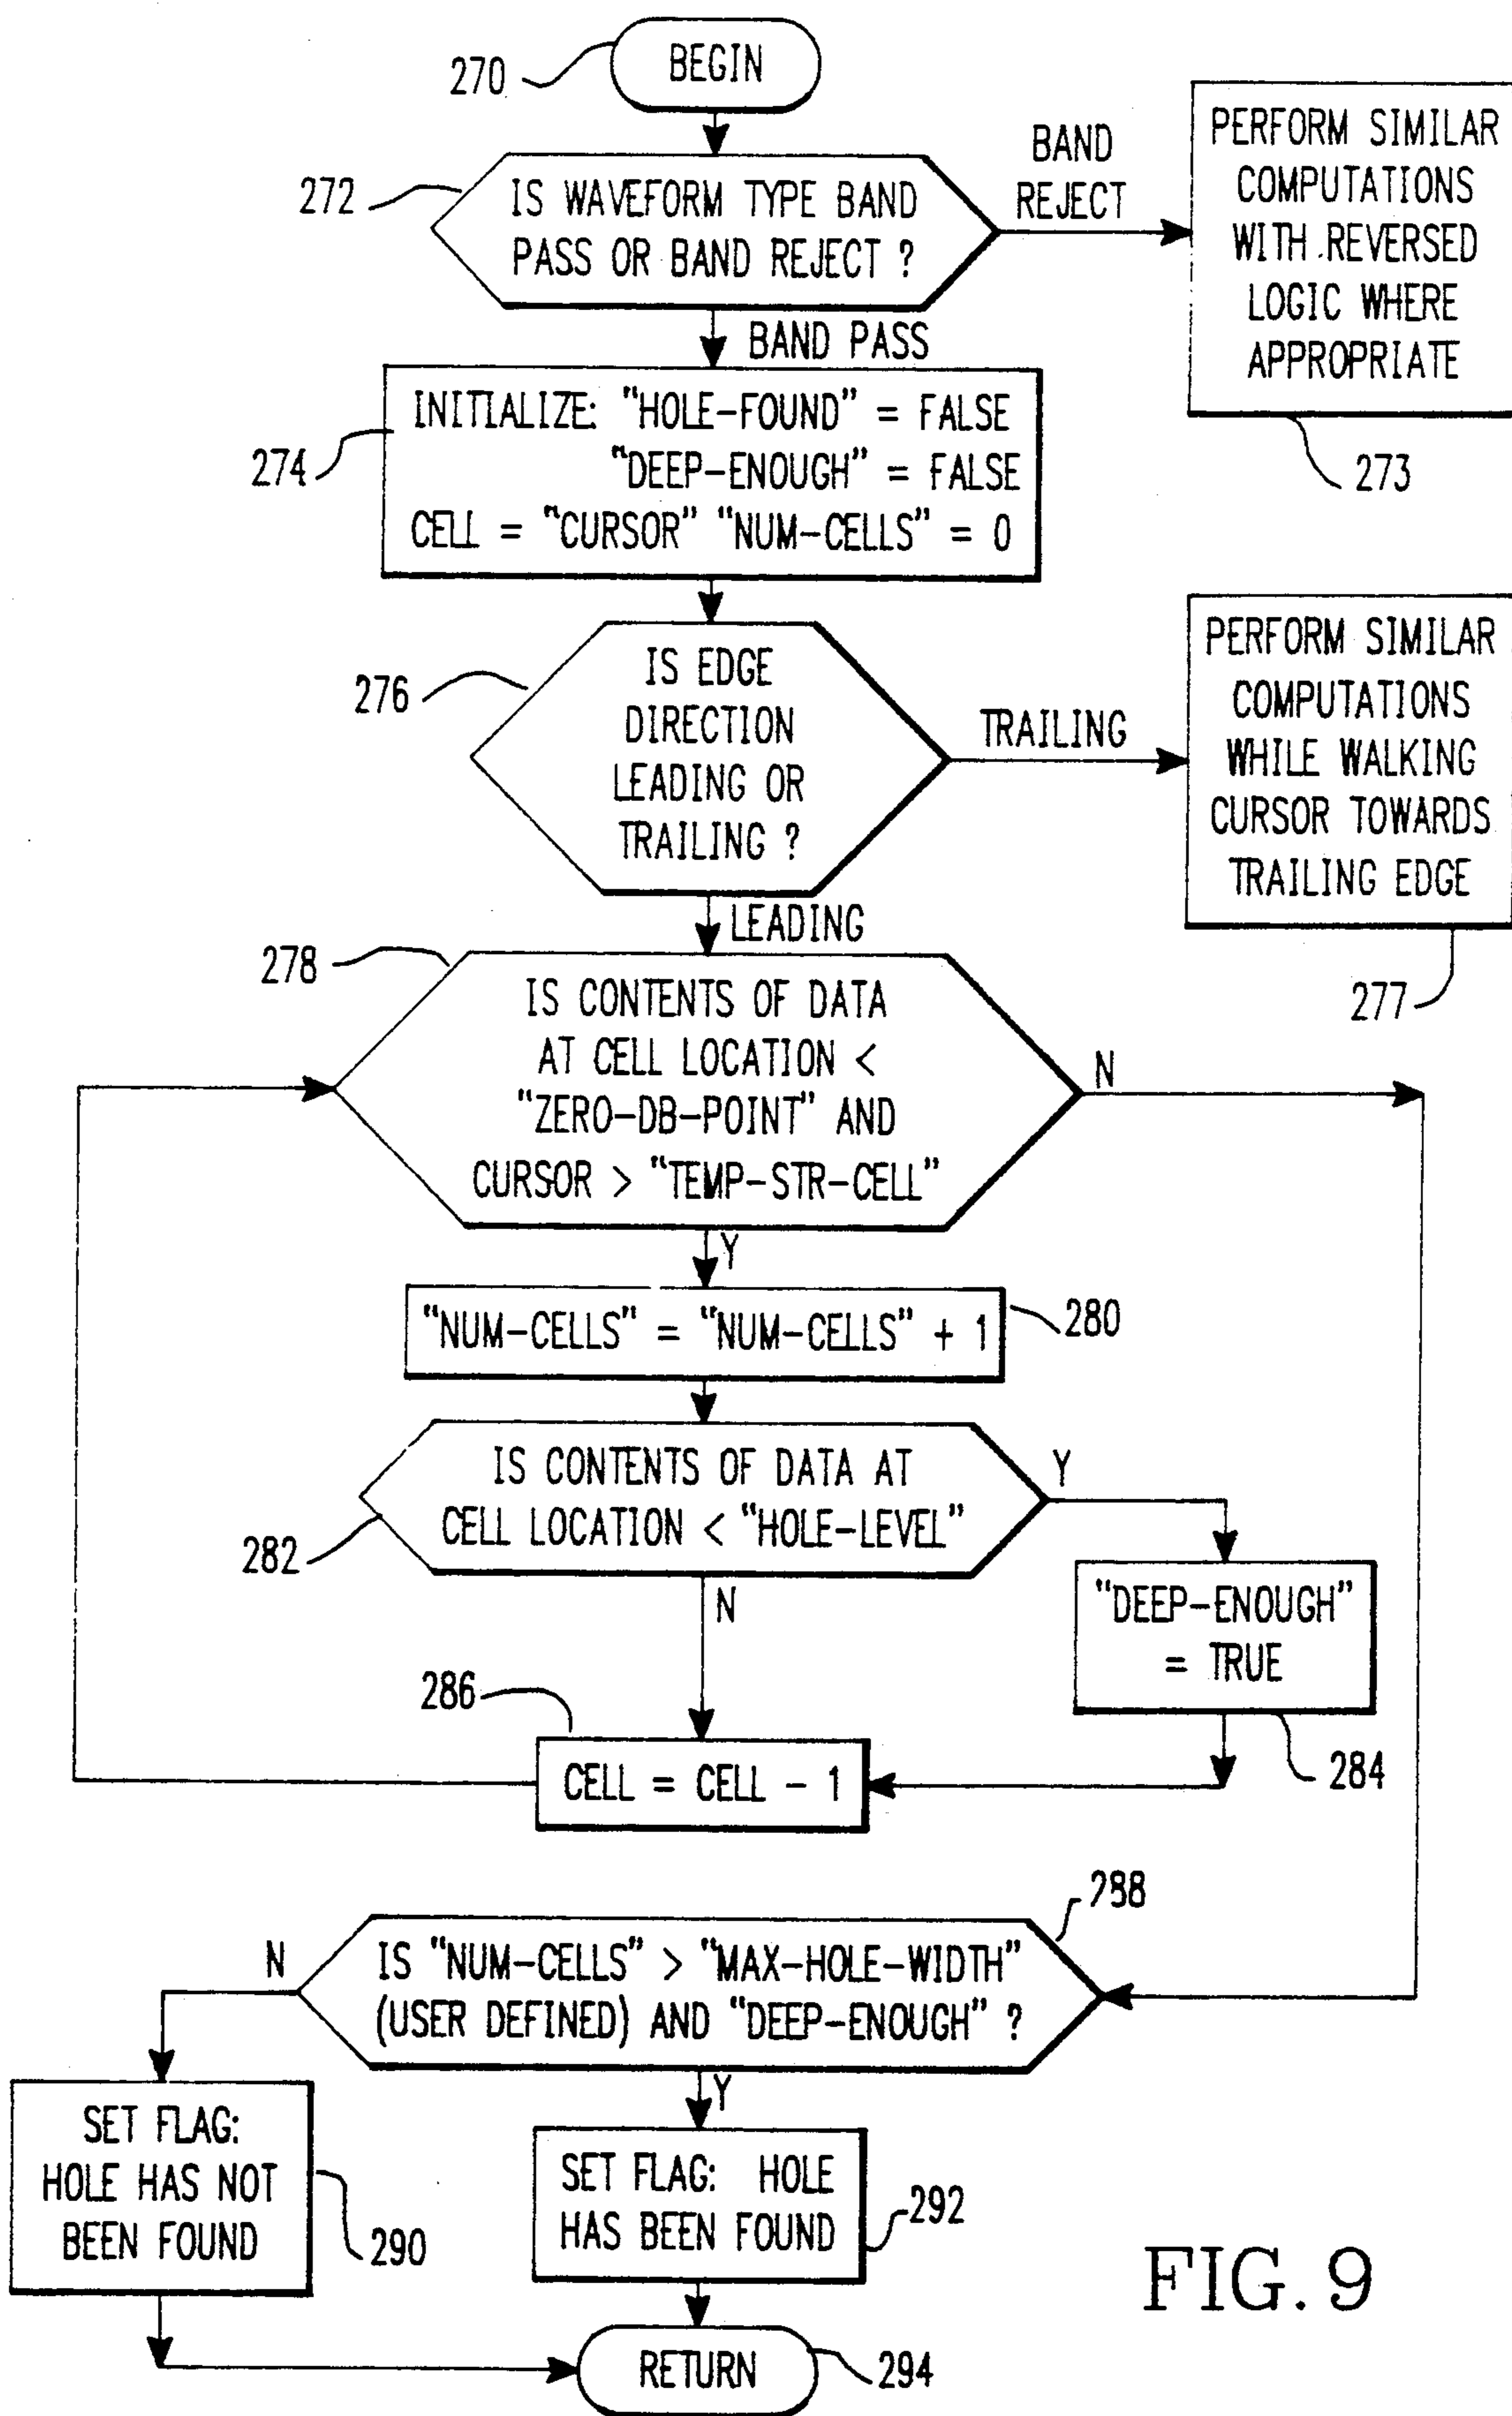 270
BEGIN
272
IS WAVEFORM TYPE BAND
PASS OR BAND REJECT ?
BAND
REJECT
PERFORM SIMILAR
COMPUTATIONS
WITH REVERSED
LOGIC WHERE
APPROPRIATE
273
BAND PASS
274
INITIALIZE: "HOLE-FOUND" = FALSE
"DEEP-ENOUGH" = FALSE
CELL = "CURSOR" "NUM-CELLS" = 0
276
IS EDGE
DIRECTION
LEADING OR
TRAILING ?
TRAILING
PERFORM SIMILAR
COMPUTATIONS
WHILE WALKING
CURSOR TOWARDS
TRAILING EDGE
277
LEADING
278
IS CONTENTS OF DATA
AT CELL LOCATION <
"ZERO-DB-POINT" AND
CURSOR > "TEMP-STR-CELL"
N
Y
"NUM-CELLS" = "NUM-CELLS" + 1
280
282
IS CONTENTS OF DATA AT
CELL LOCATION < "HOLE-LEVEL"
Y
N
"DEEP-ENOUGH"
= TRUE
284
286
CELL = CELL - 1
288
IS "NUM-CELLS" > "MAX-HOLE-WIDTH"
(USER DEFINED) AND "DEEP-ENOUGH" ?
N
Y
SET FLAG:
HOLE HAS NOT
BEEN FOUND
290
SET FLAG: HOLE
HAS BEEN FOUND
292
RETURN
294
FIG. 9